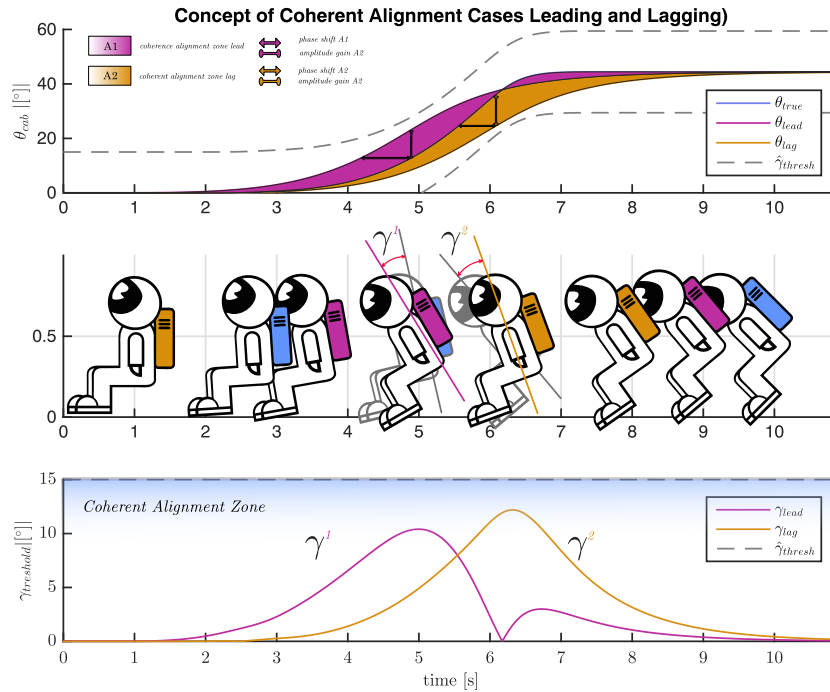 Concept of Coherent Alignment Cases Leading and Lagging)
A1 coherence alignment zone lead
phase shift A1
amplitude gain A2
A2 coherent alignment zone lag
phase shift A2
amplitude gain A2
θcab |[°]|
60
40
20
0
θtrue
θlead
θlag
γ̂thresh
0 1 2 3 4 5 6 7 8 9 10
γ1 γ2
0.5
0
0 1 2 3 4 5 6 7 8 9 10
γtreshold|[°]|
15
10
5
0
Coherent Alignment Zone
γ1 γ2
γlead
γlag
γ̂thresh
0 1 2 3 4 5 6 7 8 9 10
time [s]